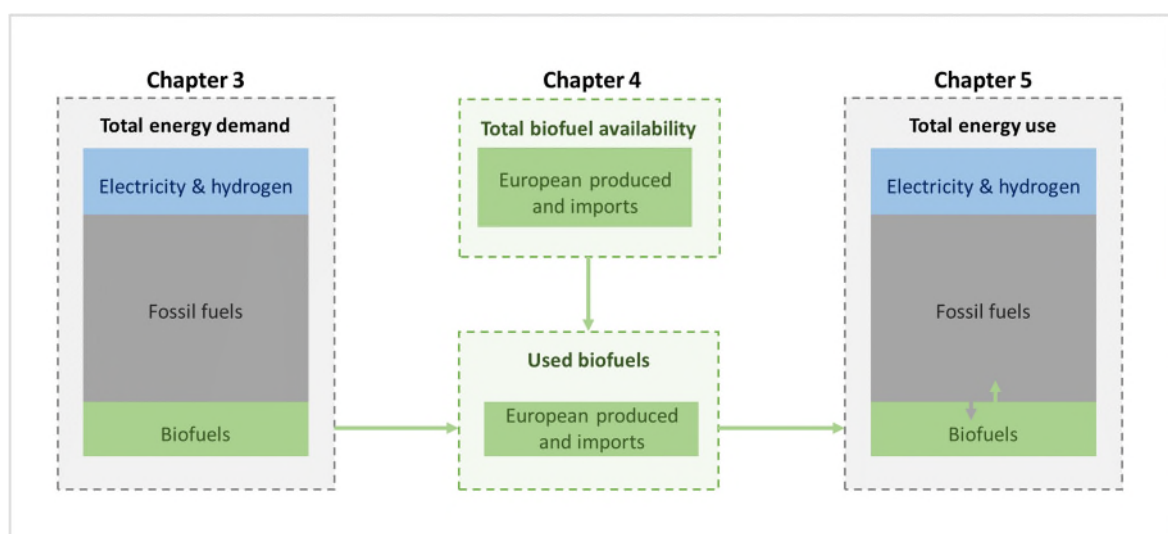 Chapter 3
Total energy demand
Electricity & hydrogen
Fossil fuels
Biofuels
Chapter 4
Total biofuel availability
European produced
and imports
Used biofuels
European produced
and imports
Chapter 5
Total energy use
Electricity & hydrogen
Fossil fuels
Biofuels